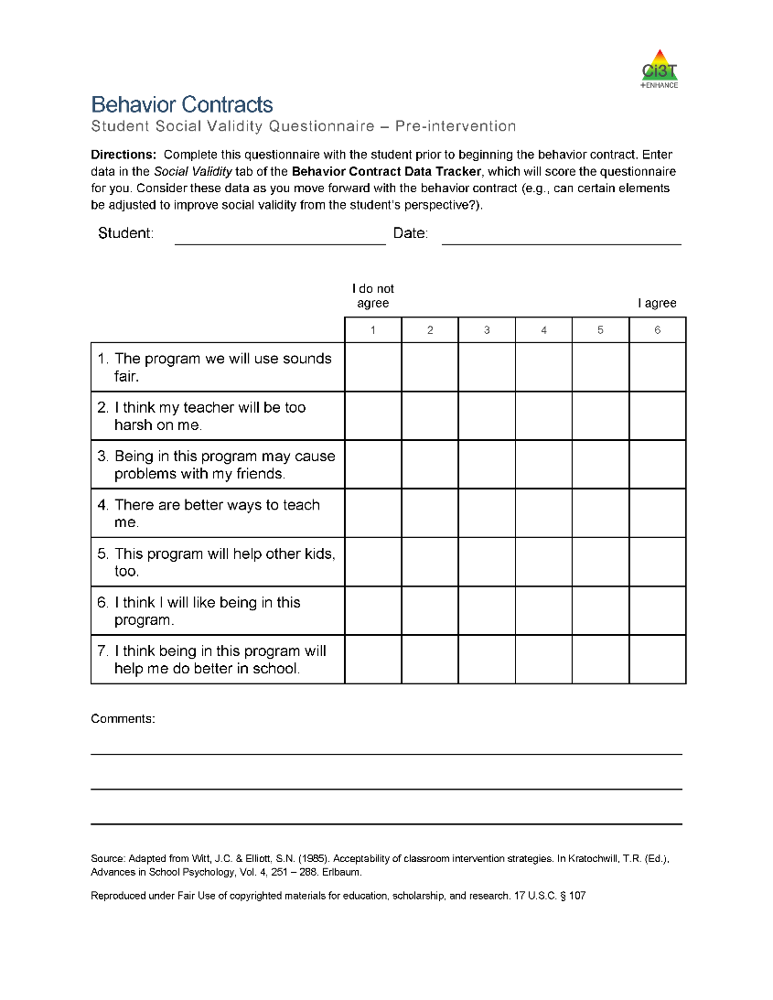 Ci3T
+ENHANCE
Behavior Contracts
Student Social Validity Questionnaire – Pre-intervention
Directions: Complete this questionnaire with the student prior to beginning the behavior contract. Enter
data in the Social Validity tab of the Behavior Contract Data Tracker, which will score the questionnaire
for you. Consider these data as you move forward with the behavior contract (e.g., can certain elements
be adjusted to improve social validity from the student's perspective?).
Student: Date:
I do not
agree I agree
1 2 3 4 5 6
1. The program we will use sounds
fair.
2. I think my teacher will be too
harsh on me.
3. Being in this program may cause
problems with my friends.
4. There are better ways to teach
me.
5. This program will help other kids,
too.
6. I think I will like being in this
program.
7. I think being in this program will
help me do better in school.
Comments:
Source: Adapted from Witt, J.C. & Elliott, S.N. (1985). Acceptability of classroom intervention strategies. In Kratochwill, T.R. (Ed.),
Advances in School Psychology, Vol. 4, 251 – 288. Erlbaum.
Reproduced under Fair Use of copyrighted materials for education, scholarship, and research. 17 U.S.C. § 107